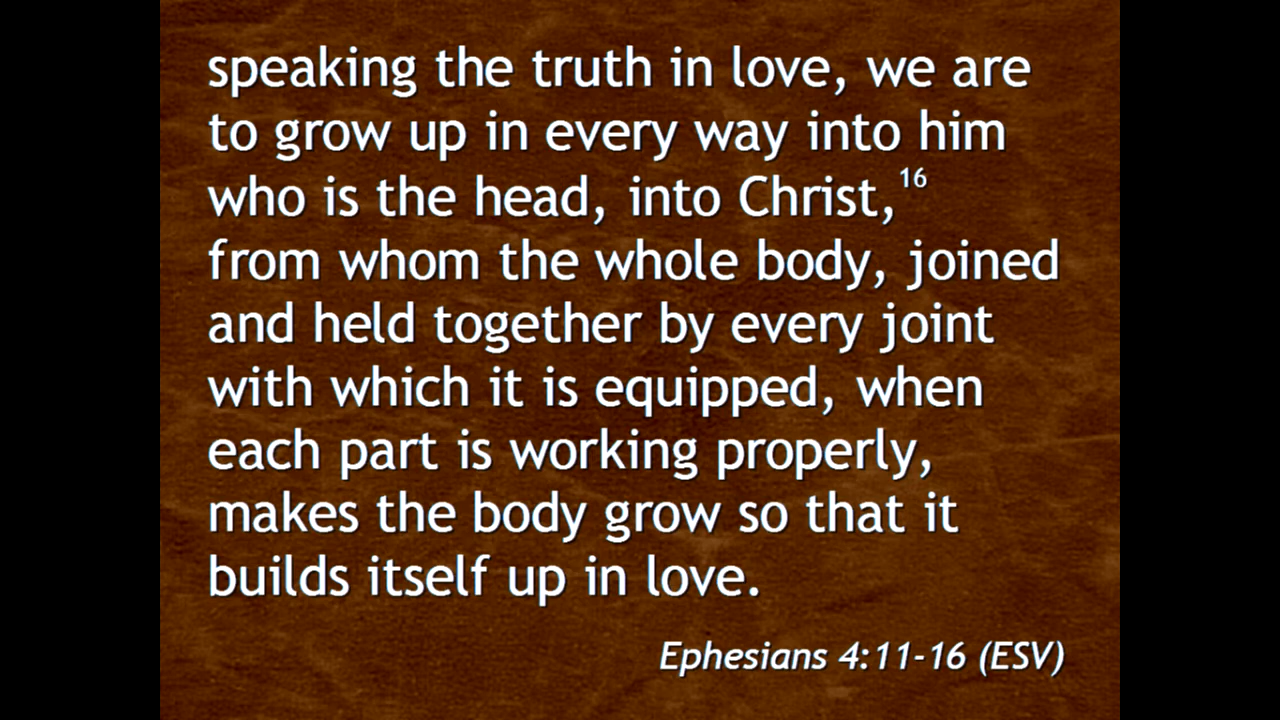 speaking the truth in love, we are
to grow up in every way into him
who is the head, into Christ,16
from whom the whole body, joined
and held together by every joint
with which it is equipped, when
each part is working properly,
makes the body grow so that it
builds itself up in love.
Ephesians 4:11-16 (ESV)